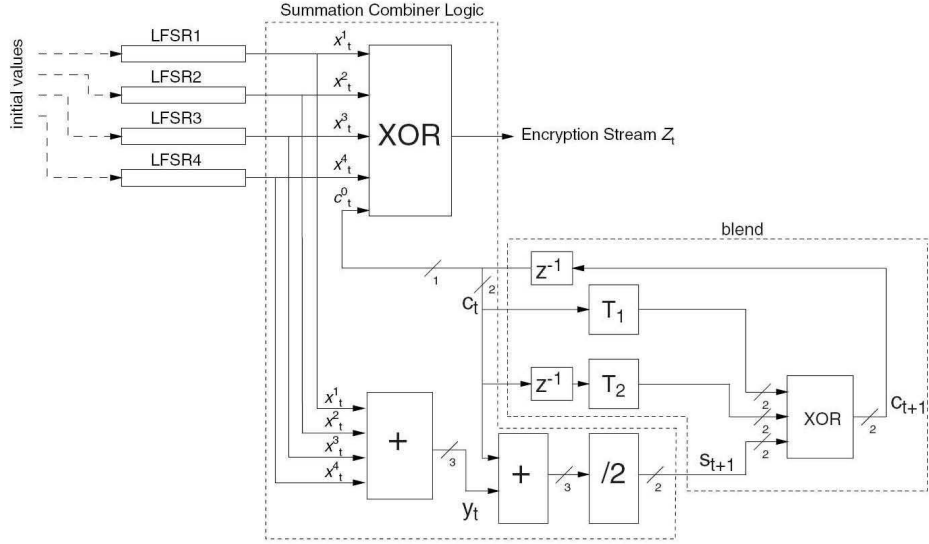 Summation Combiner Logic
initial values
LFSR1
x¹ₜ
LFSR2
x²ₜ
LFSR3
x³ₜ
XOR
Encryption Stream Zₜ
LFSR4
x⁴ₜ
c⁰ₜ
blend
z⁻¹
1
2
cₜ
T₁
z⁻¹
T₂
x¹ₜ
x²ₜ
x³ₜ
x⁴ₜ
+
3
yₜ
+
3
/2
2
sₜ₊₁
2
2
2
XOR
2
cₜ₊₁